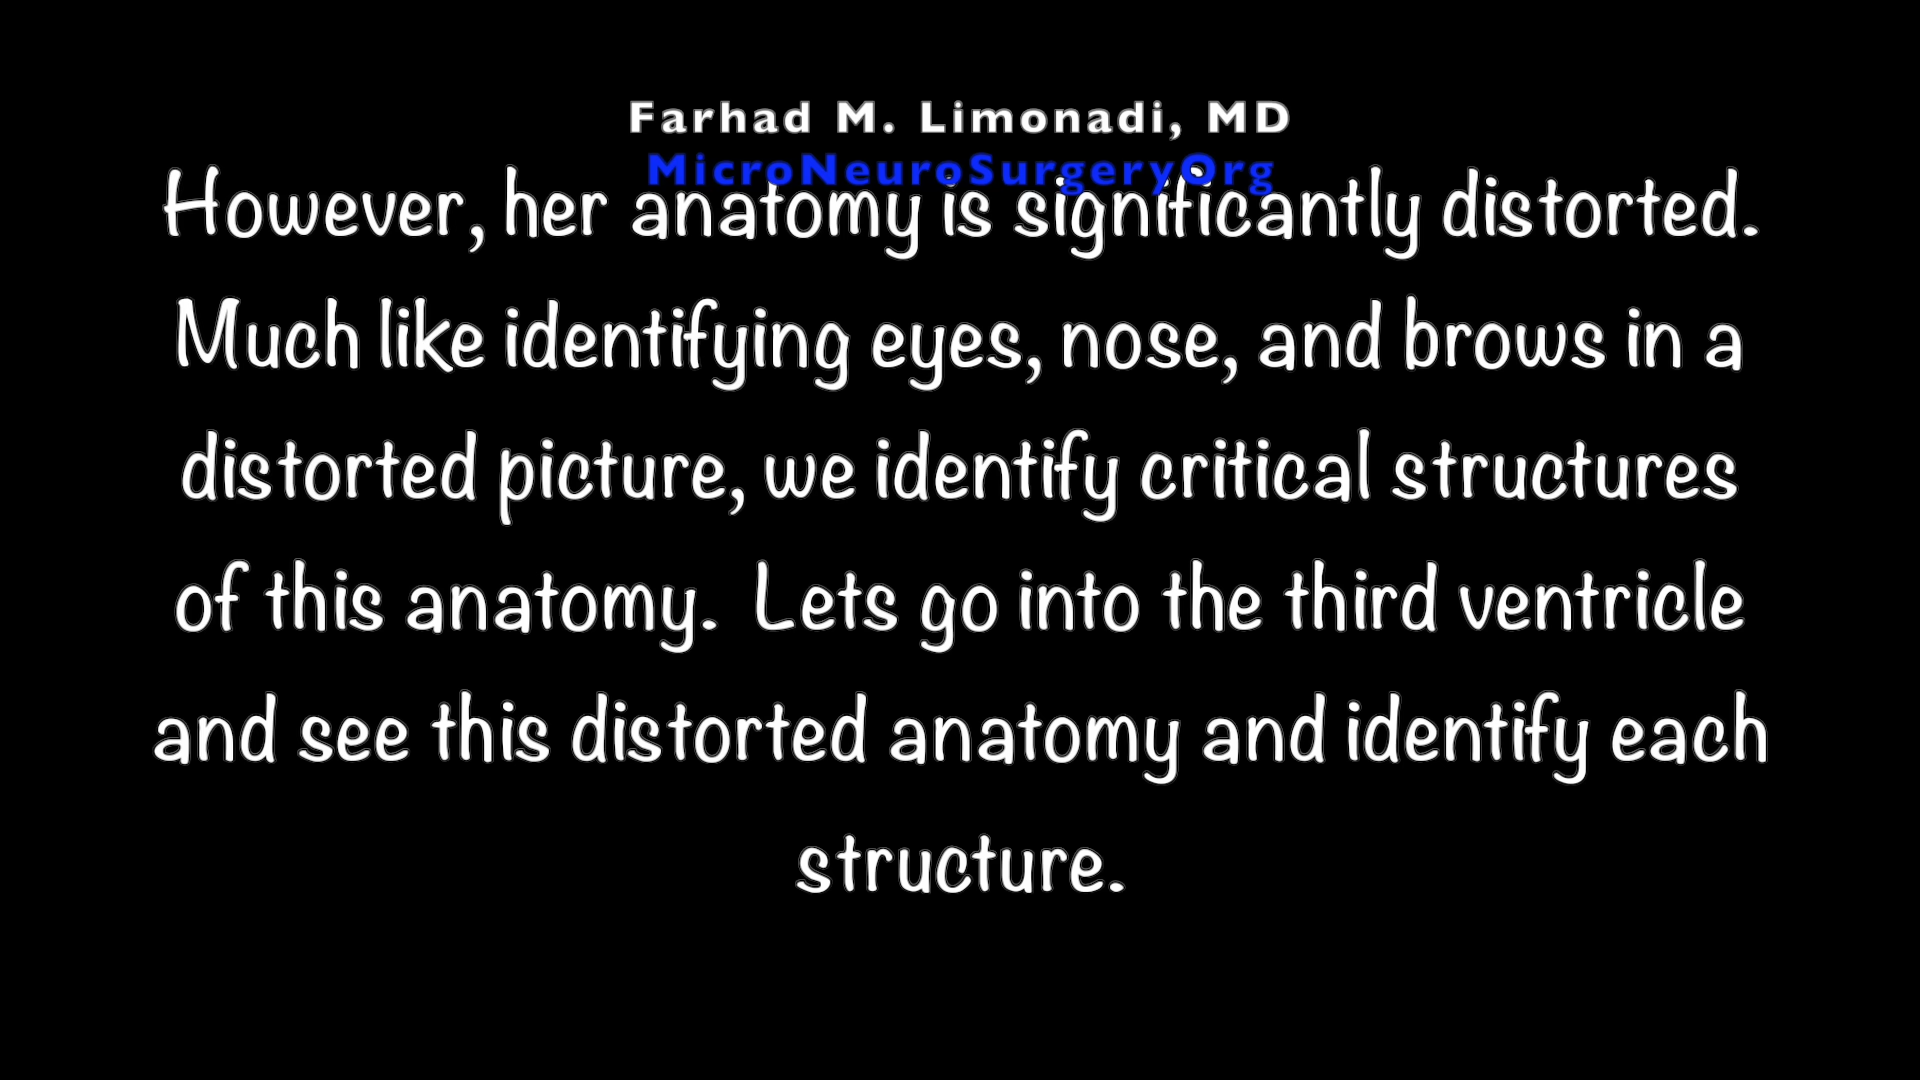 Farhad M. Limonadi, MD
MicroNeuroSurgeryOrg
However, her anatomy is significantly distorted.
Much like identifying eyes, nose, and brows in a
distorted picture, we identify critical structures
of this anatomy.  Lets go into the third ventricle
and see this distorted anatomy and identify each
structure.